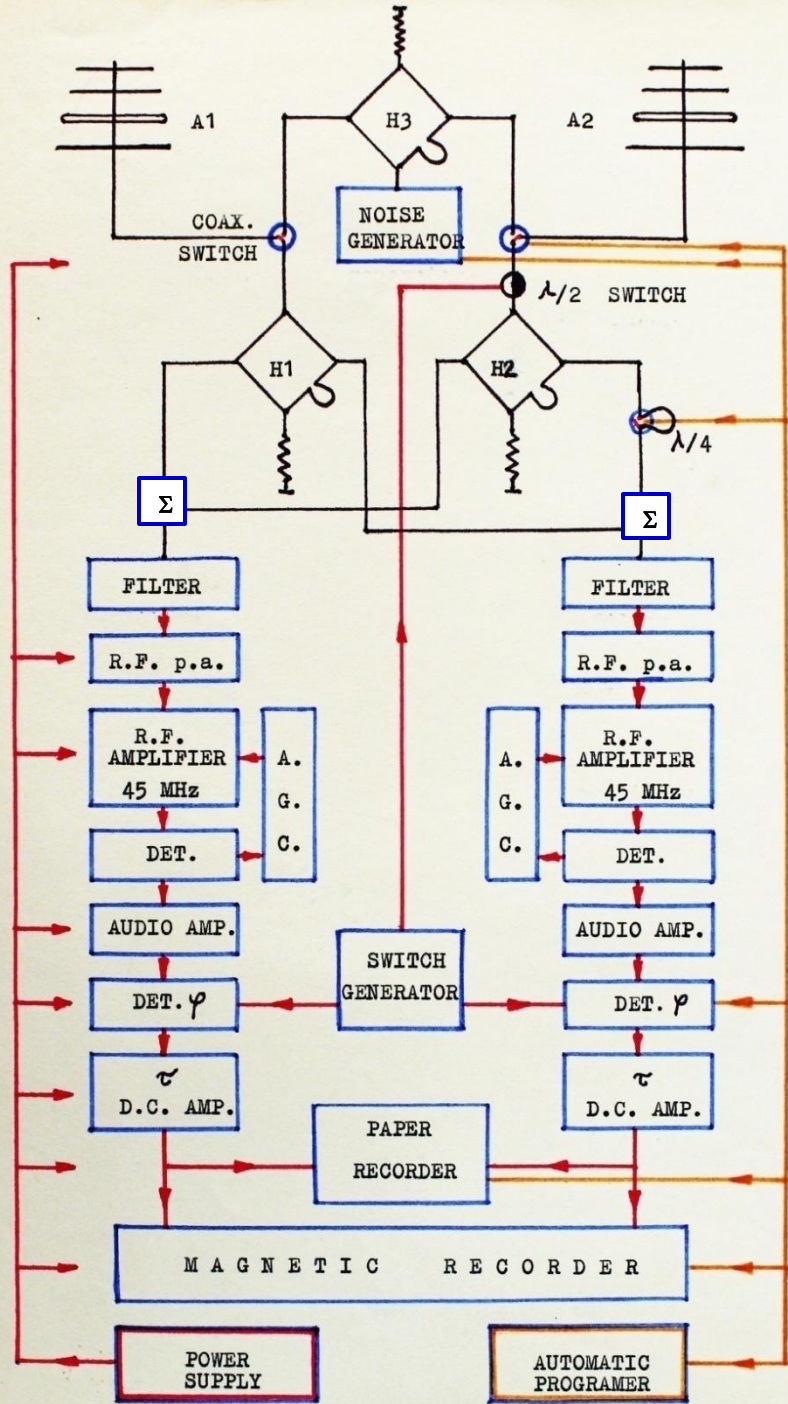 H3
A1
A2
COAX.
SWITCH
NOISE
GENERATOR
λ/2 SWITCH
H1
H2
λ/4
Σ
Σ
FILTER
FILTER
R.F. p.a.
R.F. p.a.
R.F.
AMPLIFIER
45 MHz
A.
G.
C.
A.
G.
C.
R.F.
AMPLIFIER
45 MHz
DET.
DET.
AUDIO AMP.
SWITCH
GENERATOR
AUDIO AMP.
DET. φ
DET. φ
τ
D.C. AMP.
τ
D.C. AMP.
PAPER
RECORDER
MAGNETIC RECORDER
POWER
SUPPLY
AUTOMATIC
PROGRAMER